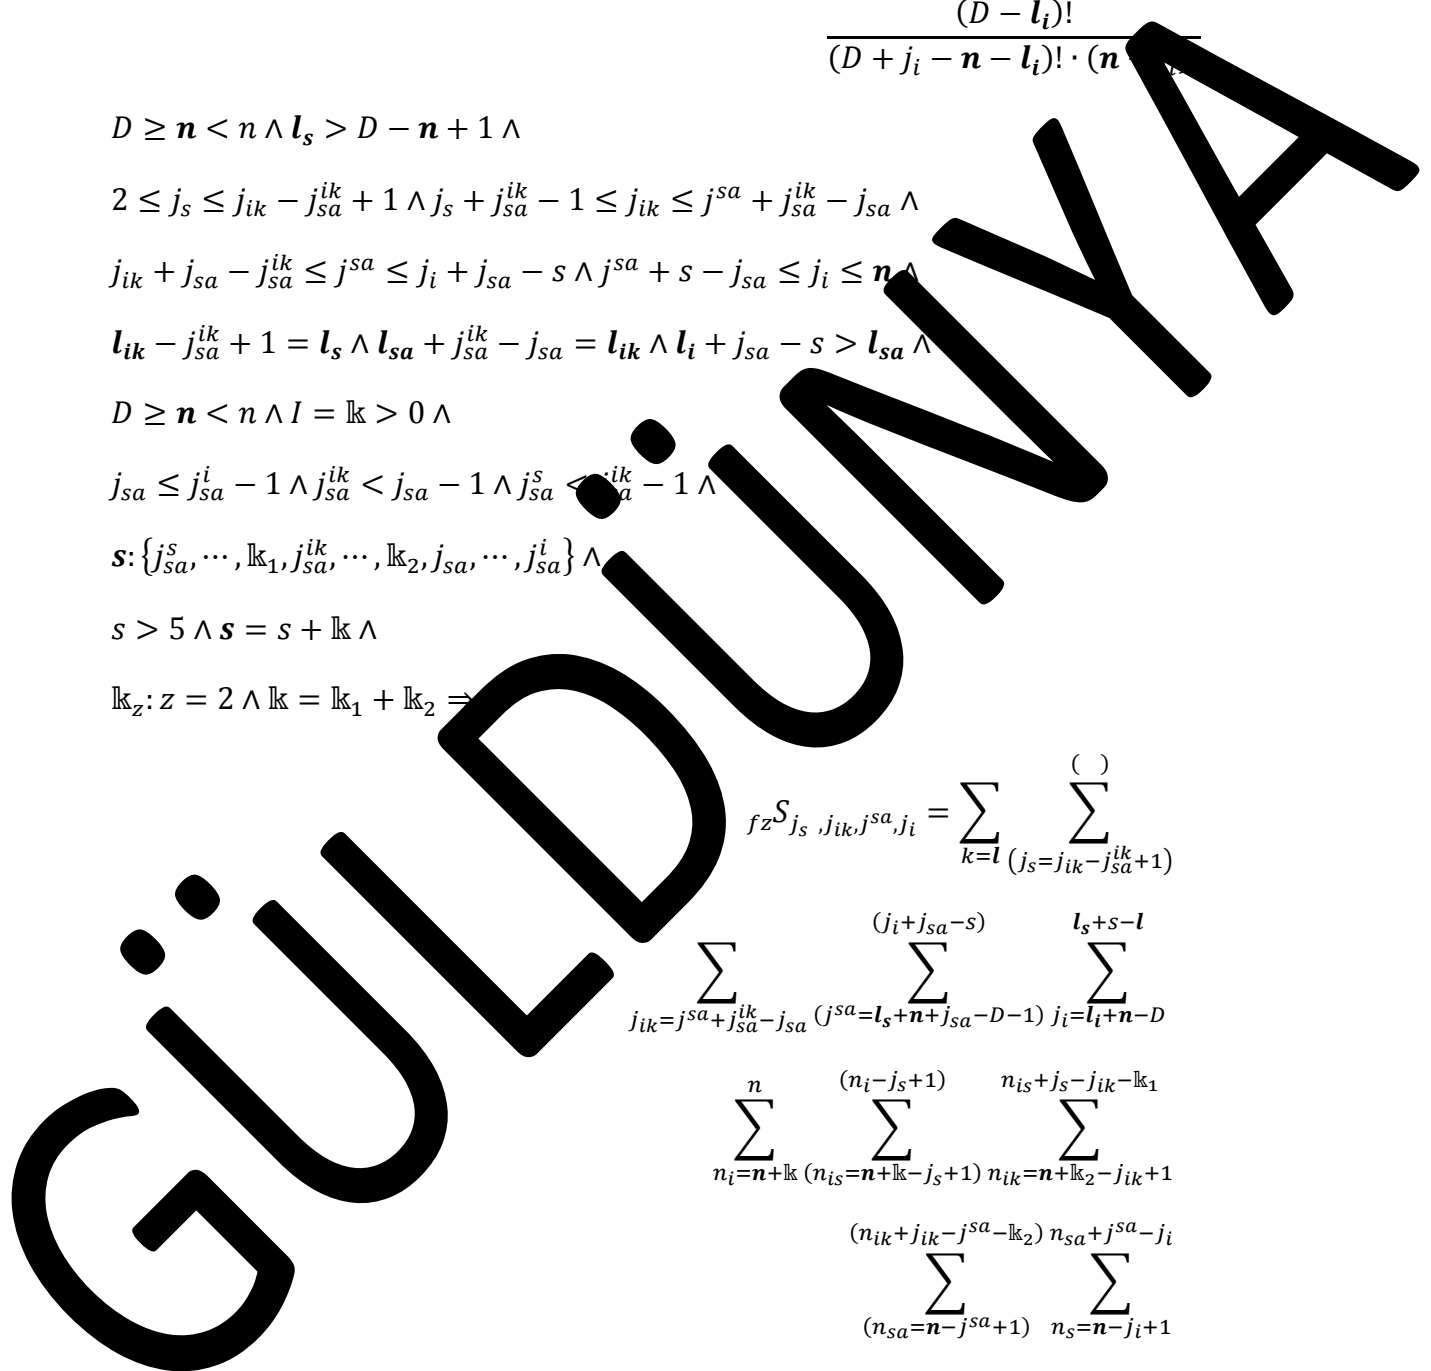 (D − l_i)!
(D + j_i − n − l_i)! · (n
D ≥ n < n ∧ l_s > D − n + 1 ∧
2 ≤ j_s ≤ j_ik − j_sa^ik + 1 ∧ j_s + j_sa^ik − 1 ≤ j_ik ≤ j^sa + j_sa^ik − j_sa ∧
j_ik + j_sa − j_sa^ik ≤ j^sa ≤ j_i + j_sa − s ∧ j^sa + s − j_sa ≤ j_i ≤ n ∧
l_ik − j_sa^ik + 1 = l_s ∧ l_sa + j_sa^ik − j_sa = l_ik ∧ l_i + j_sa − s > l_sa ∧
D ≥ n < n ∧ I = 𝕜 > 0 ∧
j_sa ≤ j_sa^i − 1 ∧ j_sa^ik < j_sa − 1 ∧ j_sa^s < j_sa^ik − 1 ∧
s: {j_sa^s, ⋯, 𝕜_1, j_sa^ik, ⋯, 𝕜_2, j_sa, ⋯, j_sa^i} ∧
s > 5 ∧ s = s + 𝕜 ∧
𝕜_z: z = 2 ∧ 𝕜 = 𝕜_1 + 𝕜_2 ⇒
( )
fzS_{j_s ,j_ik,j^sa,j_i} = ∑ ∑
k=l (j_s=j_ik−j_sa^ik+1)
(j_i+j_sa−s) l_s+s−l
∑ ∑ ∑
j_ik=j^sa+j_sa^ik−j_sa (j^sa=l_s+n+j_sa−D−1) j_i=l_i+n−D
n (n_i−j_s+1) n_is+j_s−j_ik−𝕜_1
∑ ∑ ∑
n_i=n+𝕜 (n_is=n+𝕜−j_s+1) n_ik=n+𝕜_2−j_ik+1
(n_ik+j_ik−j^sa−𝕜_2) n_sa+j^sa−j_i
∑ ∑
(n_sa=n−j^sa+1) n_s=n−j_i+1
GÜLDÜNYA